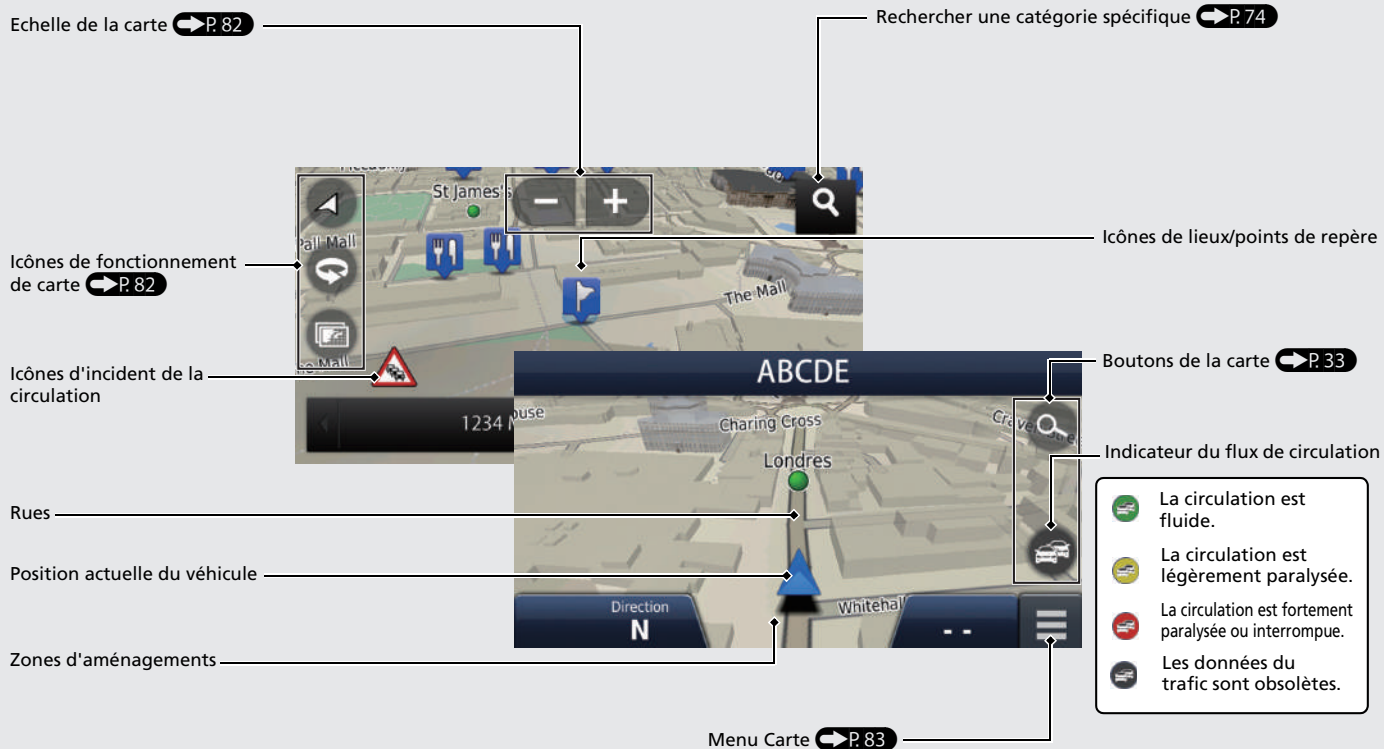 Echelle de la carte P. 82
Rechercher une catégorie spécifique P. 74
St James's
Pall Mall
Icônes de lieux/points de repère
Icônes de fonctionnement
de carte P. 82
The Mall
Icônes d'incident de la
circulation
Boutons de la carte P. 33
ABCDE
1234
Charing Cross
Londres
Indicateur du flux de circulation
La circulation est
fluide.
La circulation est
légèrement paralysée.
La circulation est fortement
paralysée ou interrompue.
Les données du
trafic sont obsolètes.
Rues
Position actuelle du véhicule
Direction
N
Whitehall
- -
Zones d'aménagements
Menu Carte P. 83